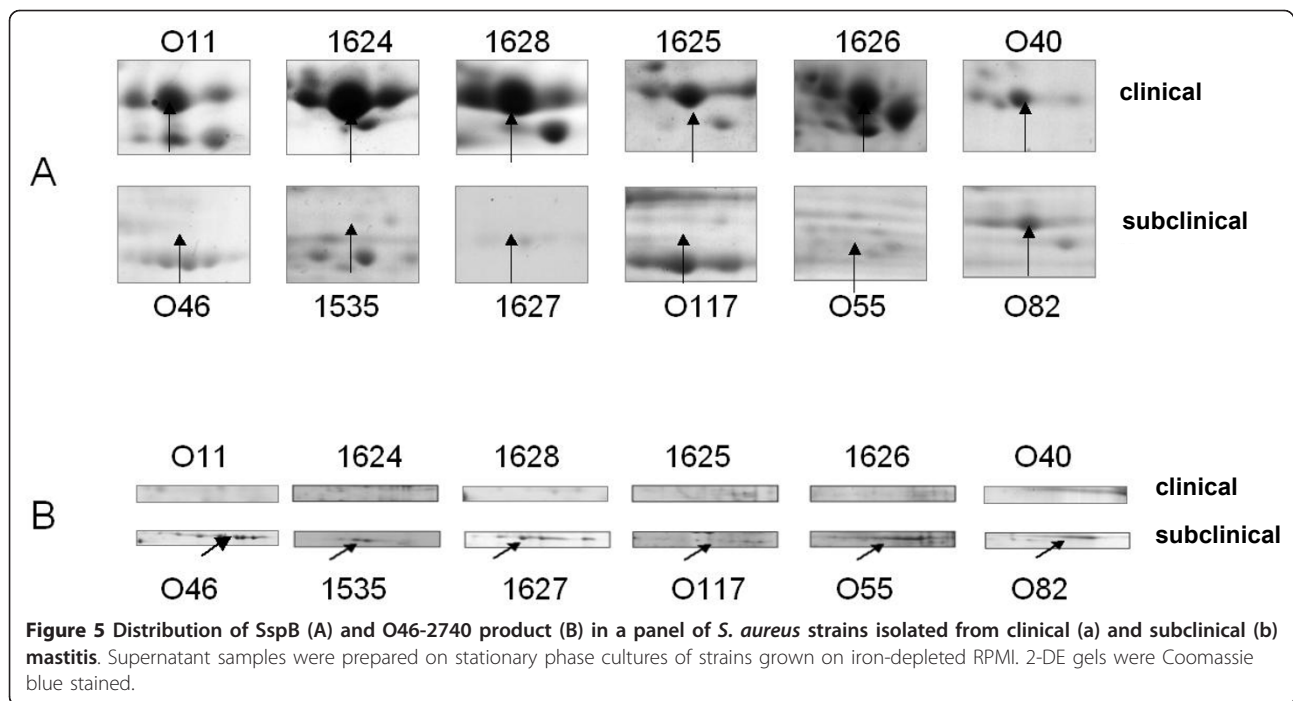 O11 1624 1628 1625 1626 O40
clinical
A
subclinical
O46 1535 1627 O117 O55 O82
O11 1624 1628 1625 1626 O40
clinical
B
subclinical
O46 1535 1627 O117 O55 O82
Figure 5 Distribution of SspB (A) and O46-2740 product (B) in a panel of S. aureus strains isolated from clinical (a) and subclinical (b)
mastitis. Supernatant samples were prepared on stationary phase cultures of strains grown on iron-depleted RPMI. 2-DE gels were Coomassie
blue stained.